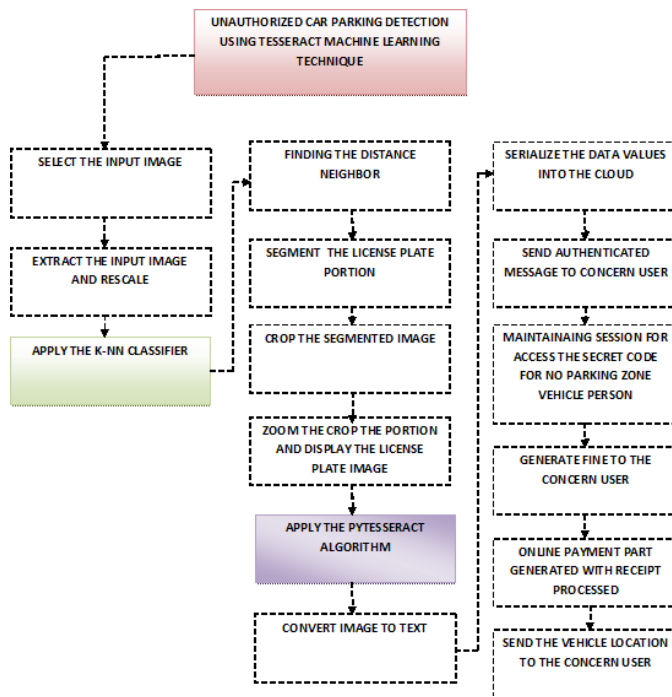 UNAUTHORIZED CAR PARKING DETECTION
USING TESSERACT MACHINE LEARNING
TECHNIQUE
SELECT THE INPUT IMAGE
EXTRACT THE INPUT IMAGE
AND RESCALE
APPLY THE K-NN CLASSIFIER
FINDING THE DISTANCE
NEIGHBOR
SEGMENT THE LICENSE PLATE
PORTION
CROP THE SEGMENTED IMAGE
ZOOM THE CROP THE PORTION
AND DISPLAY THE LICENSE
PLATE IMAGE
APPLY THE PYTESSERACT
ALGORITHM
CONVERT IMAGE TO TEXT
SERIALIZE THE DATA VALUES
INTO THE CLOUD
SEND AUTHENTICATED
MESSAGE TO CONCERN USER
MAINTAINAING SESSION FOR
ACCESS THE SECRET CODE
FOR NO PARKING ZONE
VEHICLE PERSON
GENERATE FINE TO THE
CONCERN USER
ONLINE PAYMENT PART
GENERATED WITH RECEIPT
PROCESSED
SEND THE VEHICLE LOCATION
TO THE CONCERN USER